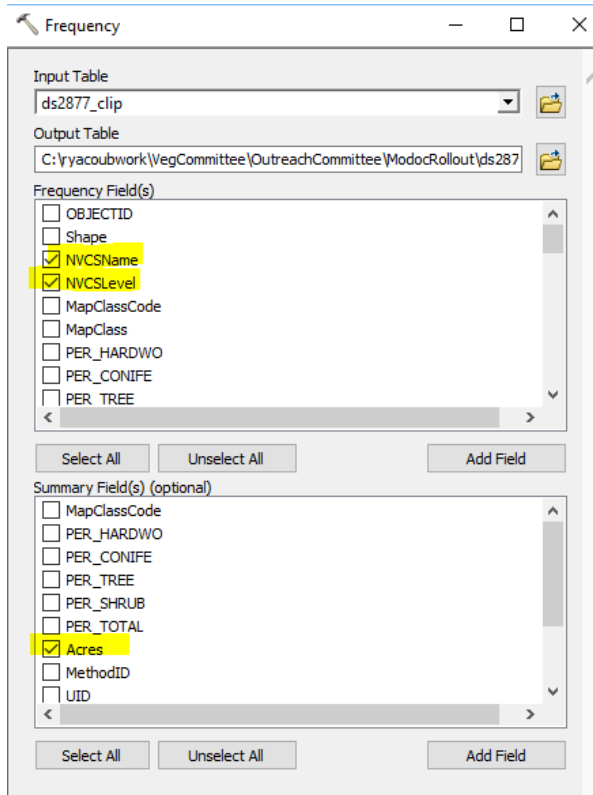 Frequency
Input Table
ds2877_clip
Output Table
C:\ryacoubwork\VegCommittee\OutreachCommittee\ModocRollout\ds287
Frequency Field(s)
OBJECTID
Shape
NVCSName
NVCSLevel
MapClassCode
MapClass
PER_HARDWO
PER_CONIFE
PER_TREE
Select All Unselect All Add Field
Summary Field(s) (optional)
MapClassCode
PER_HARDWO
PER_CONIFE
PER_TREE
PER_SHRUB
PER_TOTAL
Acres
MethodID
UID
Select All Unselect All Add Field